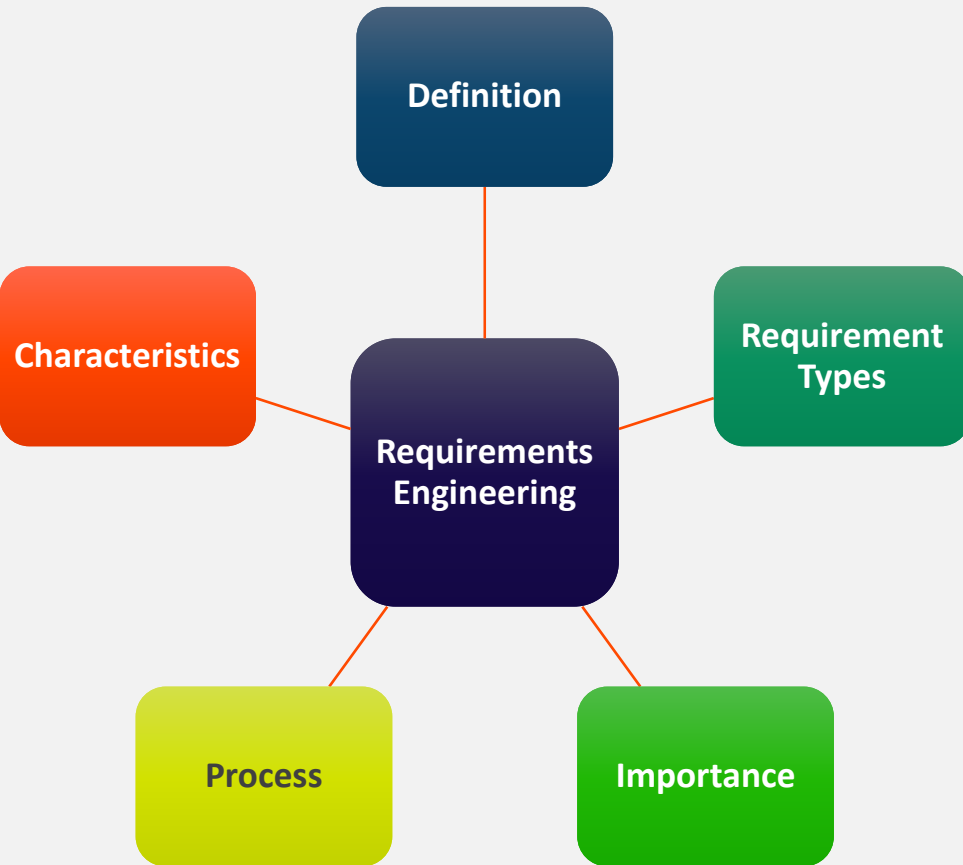 Definition
Characteristics
Requirement
Types
Requirements
Engineering
Process
Importance